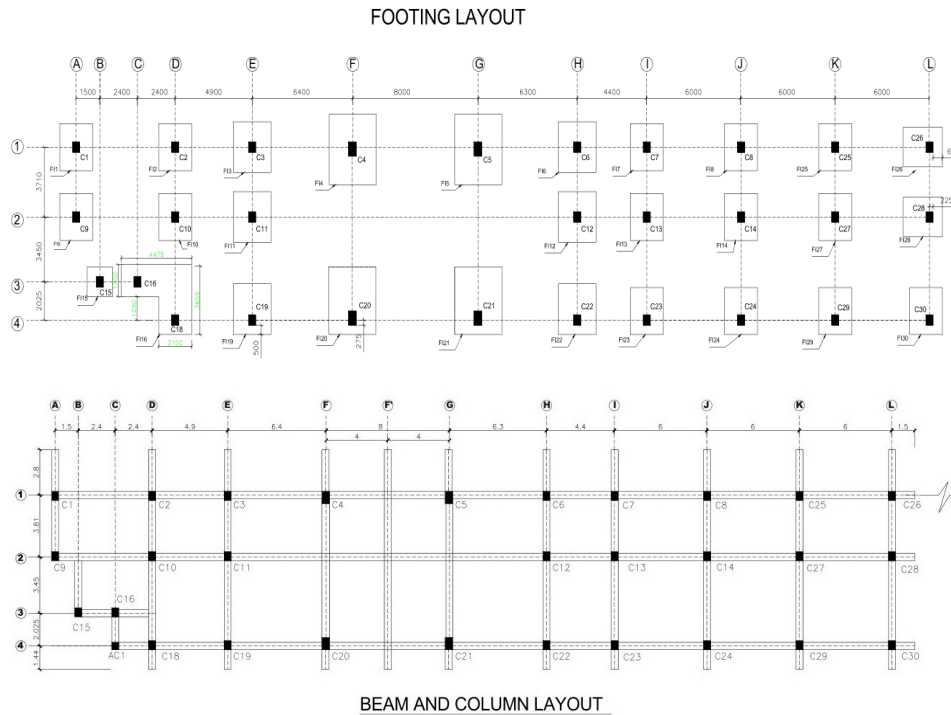 FOOTING LAYOUT
A B C D E F G H I J K L
1500 2400 2400 4900 6400 8000 6300 4400 6000 6000 6000
1 C1 C2 C3 C4 C5 C6 C7 C8 C25 C26
FI1 FI2 FI3 FI4 FI5 FI6 FI7 FI8 FI25 FI26 6
3710
2 C9 C10 C11 C12 C13 C14 C27 C28 225
FI9 FI10 FI11 FI12 FI13 FI14 FI27 FI28
3450
4475
3 C15 C16
FI15 1250 3850
2025
4 C18 C19 C20 C21 C22 C23 C24 C29 C30
FI16 FI19 FI20 FI21 FI22 FI23 FI24 FI29 FI30
2100 500 275
A B C D E F F' G H I J K L
1.5 2.4 2.4 4.9 6.4 8 6.3 4.4 6 6 6 1.5
4 4
2.8
1 C1 C2 C3 C4 C5 C6 C7 C8 C25 C26
3.81
2 C9 C10 C11 C12 C13 C14 C27 C28
3.45
C16
3 C15
2.025
4 AC1 C18 C19 C20 C21 C22 C23 C24 C29 C30
1.44
BEAM AND COLUMN LAYOUT